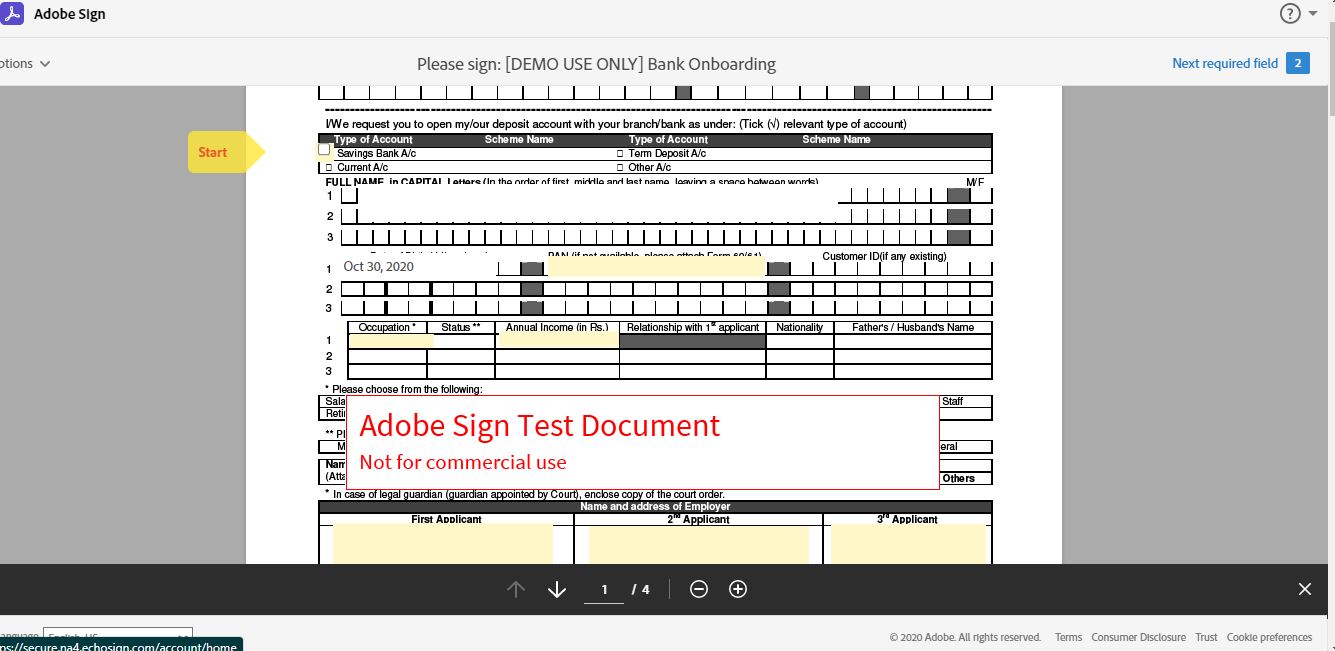 Adobe Sign
ptions
Please sign: [DEMO USE ONLY] Bank Onboarding
Next required field 2
I/We request you to open my/our deposit account with your branch/bank as under: (Tick (√) relevant type of account)
Type of Account Scheme Name Type of Account Scheme Name
Start
Savings Bank A/c Term Deposit A/c
Current A/c Other A/c
FULL NAME, in CAPITAL Letters (In the order of first, middle and last name, leaving a space between words) M/F
1
2
3
PAN (if not available, please attach Form 60/61) Customer ID(if any existing)
1 Oct 30, 2020
2
3
Occupation * Status ** Annual Income (in Rs.) Relationship with 1st applicant Nationality Father's / Husband's Name
1
2
3
* Please choose from the following:
Sala Staff
Reti
Adobe Sign Test Document
** Pl
M eral
Not for commercial use
Nam
(Atta Others
* In case of legal guardian (guardian appointed by Court), enclose copy of the court order.
Name and address of Employer
First Applicant 2nd Applicant 3rd Applicant
1 / 4
English, US
© 2020 Adobe. All rights reserved. Terms Consumer Disclosure Trust Cookie preferences
ps://secure.na4.echosign.com/account/home